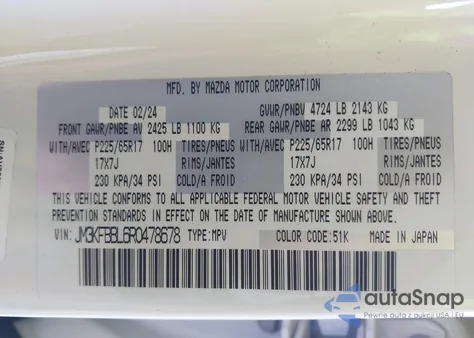 MFD. BY MAZDA MOTOR CORPORATION
DATE 02/24 GVWR/PNBV 4724 LB 2143 KG
FRONT GAWR/PNBE AV 2425 LB 1100 KG REAR GAWR/PNBE AR 2299 LB 1043 KG
WITH/AVEC P225/65R17 100H TIRES/PNEUS WITH/AVEC P225/65R17 100H TIRES/PNEUS
17X7J RIMS/JANTES 17X7J RIMS/JANTES
230 KPA/34 PSI COLD/A FROID 230 KPA/34 PSI COLD/A FROID
THIS VEHICLE CONFORMS TO ALL APPLICABLE FEDERAL MOTOR VEHICLE SAFETY AND THEFT
PREVENTION STANDARDS IN EFFECT ON THE DATE OF MANUFACTURE SHOWN ABOVE.
VIN: JM3KFBBL6R0478678 TYPE:MPV COLOR CODE:51K MADE IN JAPAN
autoSnap
Pewne auta z aukcji USA i EU